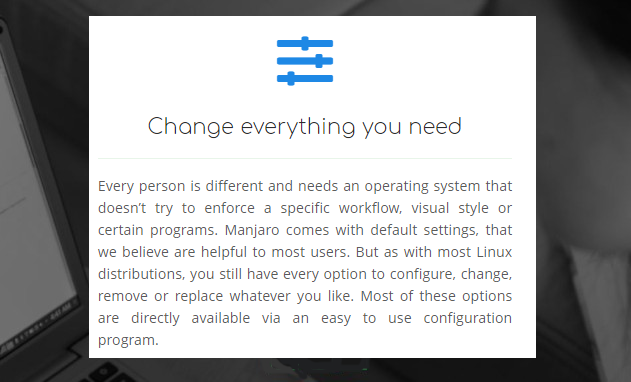 Change everything you need
Every person is different and needs an operating system that
doesn't try to enforce a specific workflow, visual style or
certain programs. Manjaro comes with default settings, that
we believe are helpful to most users. But as with most Linux
distributions, you still have every option to configure, change,
remove or replace whatever you like. Most of these options
are directly available via an easy to use configuration
program.